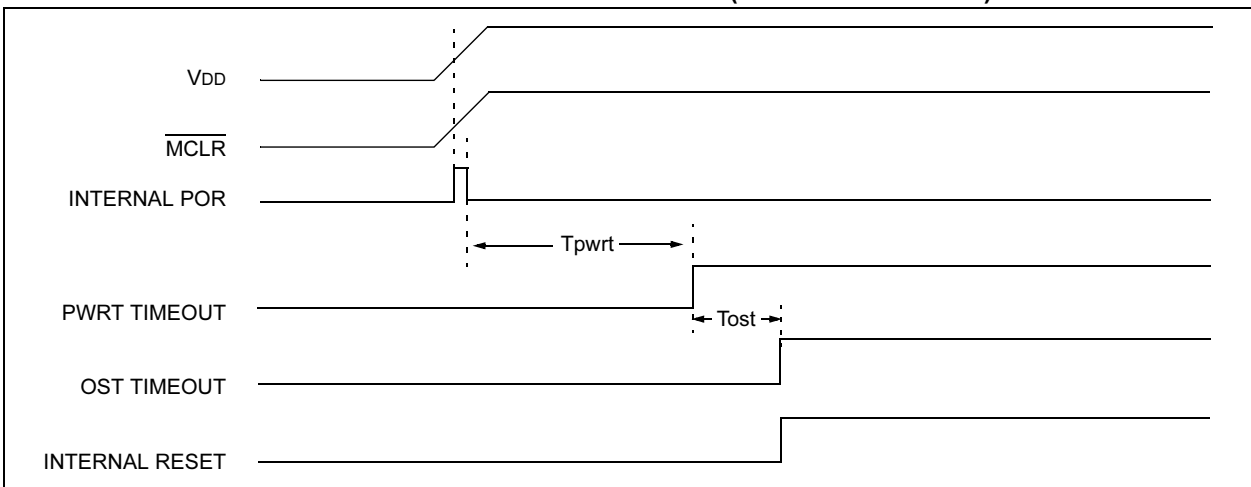 VDD
MCLR
INTERNAL POR
Tpwrt
PWRT TIMEOUT
Tost
OST TIMEOUT
INTERNAL RESET